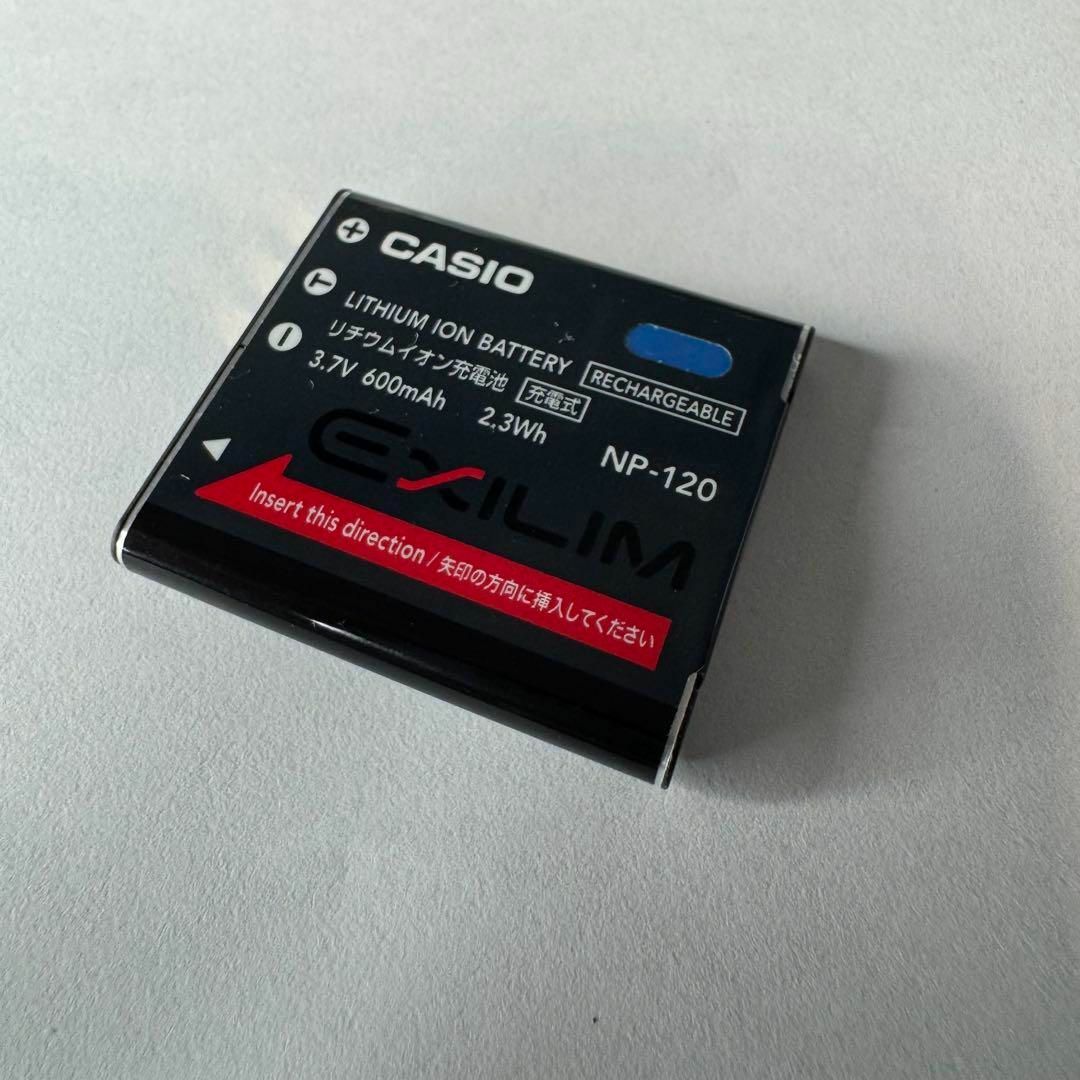 CASIO
LITHIUM ION BATTERY RECHARGEABLE
リチウムイオン充電池 充電式
3.7V 600mAh 2.3Wh
NP-120
EXILIM
Insert this direction / 矢印の方向に挿入してください